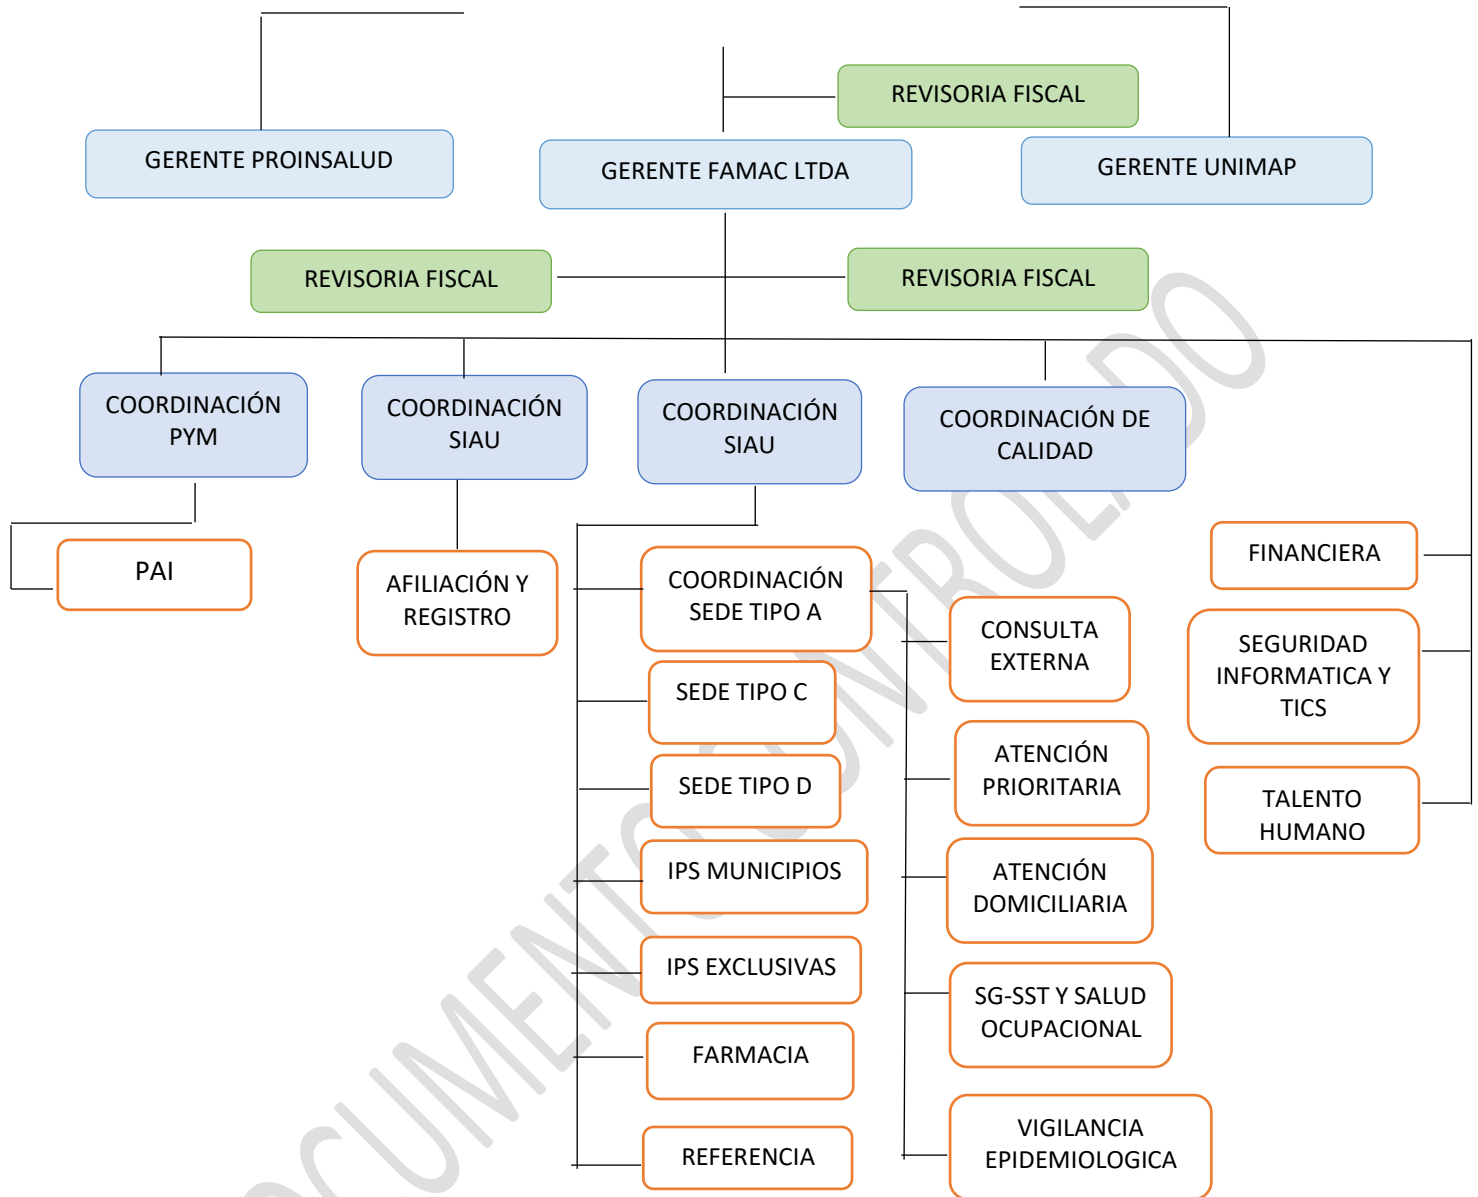 REVISORIA FISCAL
GERENTE PROINSALUD
GERENTE FAMAC LTDA
GERENTE UNIMAP
REVISORIA FISCAL
REVISORIA FISCAL
COORDINACIÓN
PYM
COORDINACIÓN
SIAU
COORDINACIÓN
SIAU
COORDINACIÓN DE
CALIDAD
PAI
AFILIACIÓN Y
REGISTRO
COORDINACIÓN
SEDE TIPO A
SEDE TIPO C
SEDE TIPO D
IPS MUNICIPIOS
IPS EXCLUSIVAS
FARMACIA
REFERENCIA
CONSULTA
EXTERNA
ATENCIÓN
PRIORITARIA
ATENCIÓN
DOMICILIARIA
SG-SST Y SALUD
OCUPACIONAL
VIGILANCIA
EPIDEMIOLOGICA
FINANCIERA
SEGURIDAD
INFORMATICA Y
TICS
TALENTO
HUMANO
DOCUMENTO CONTROLADO